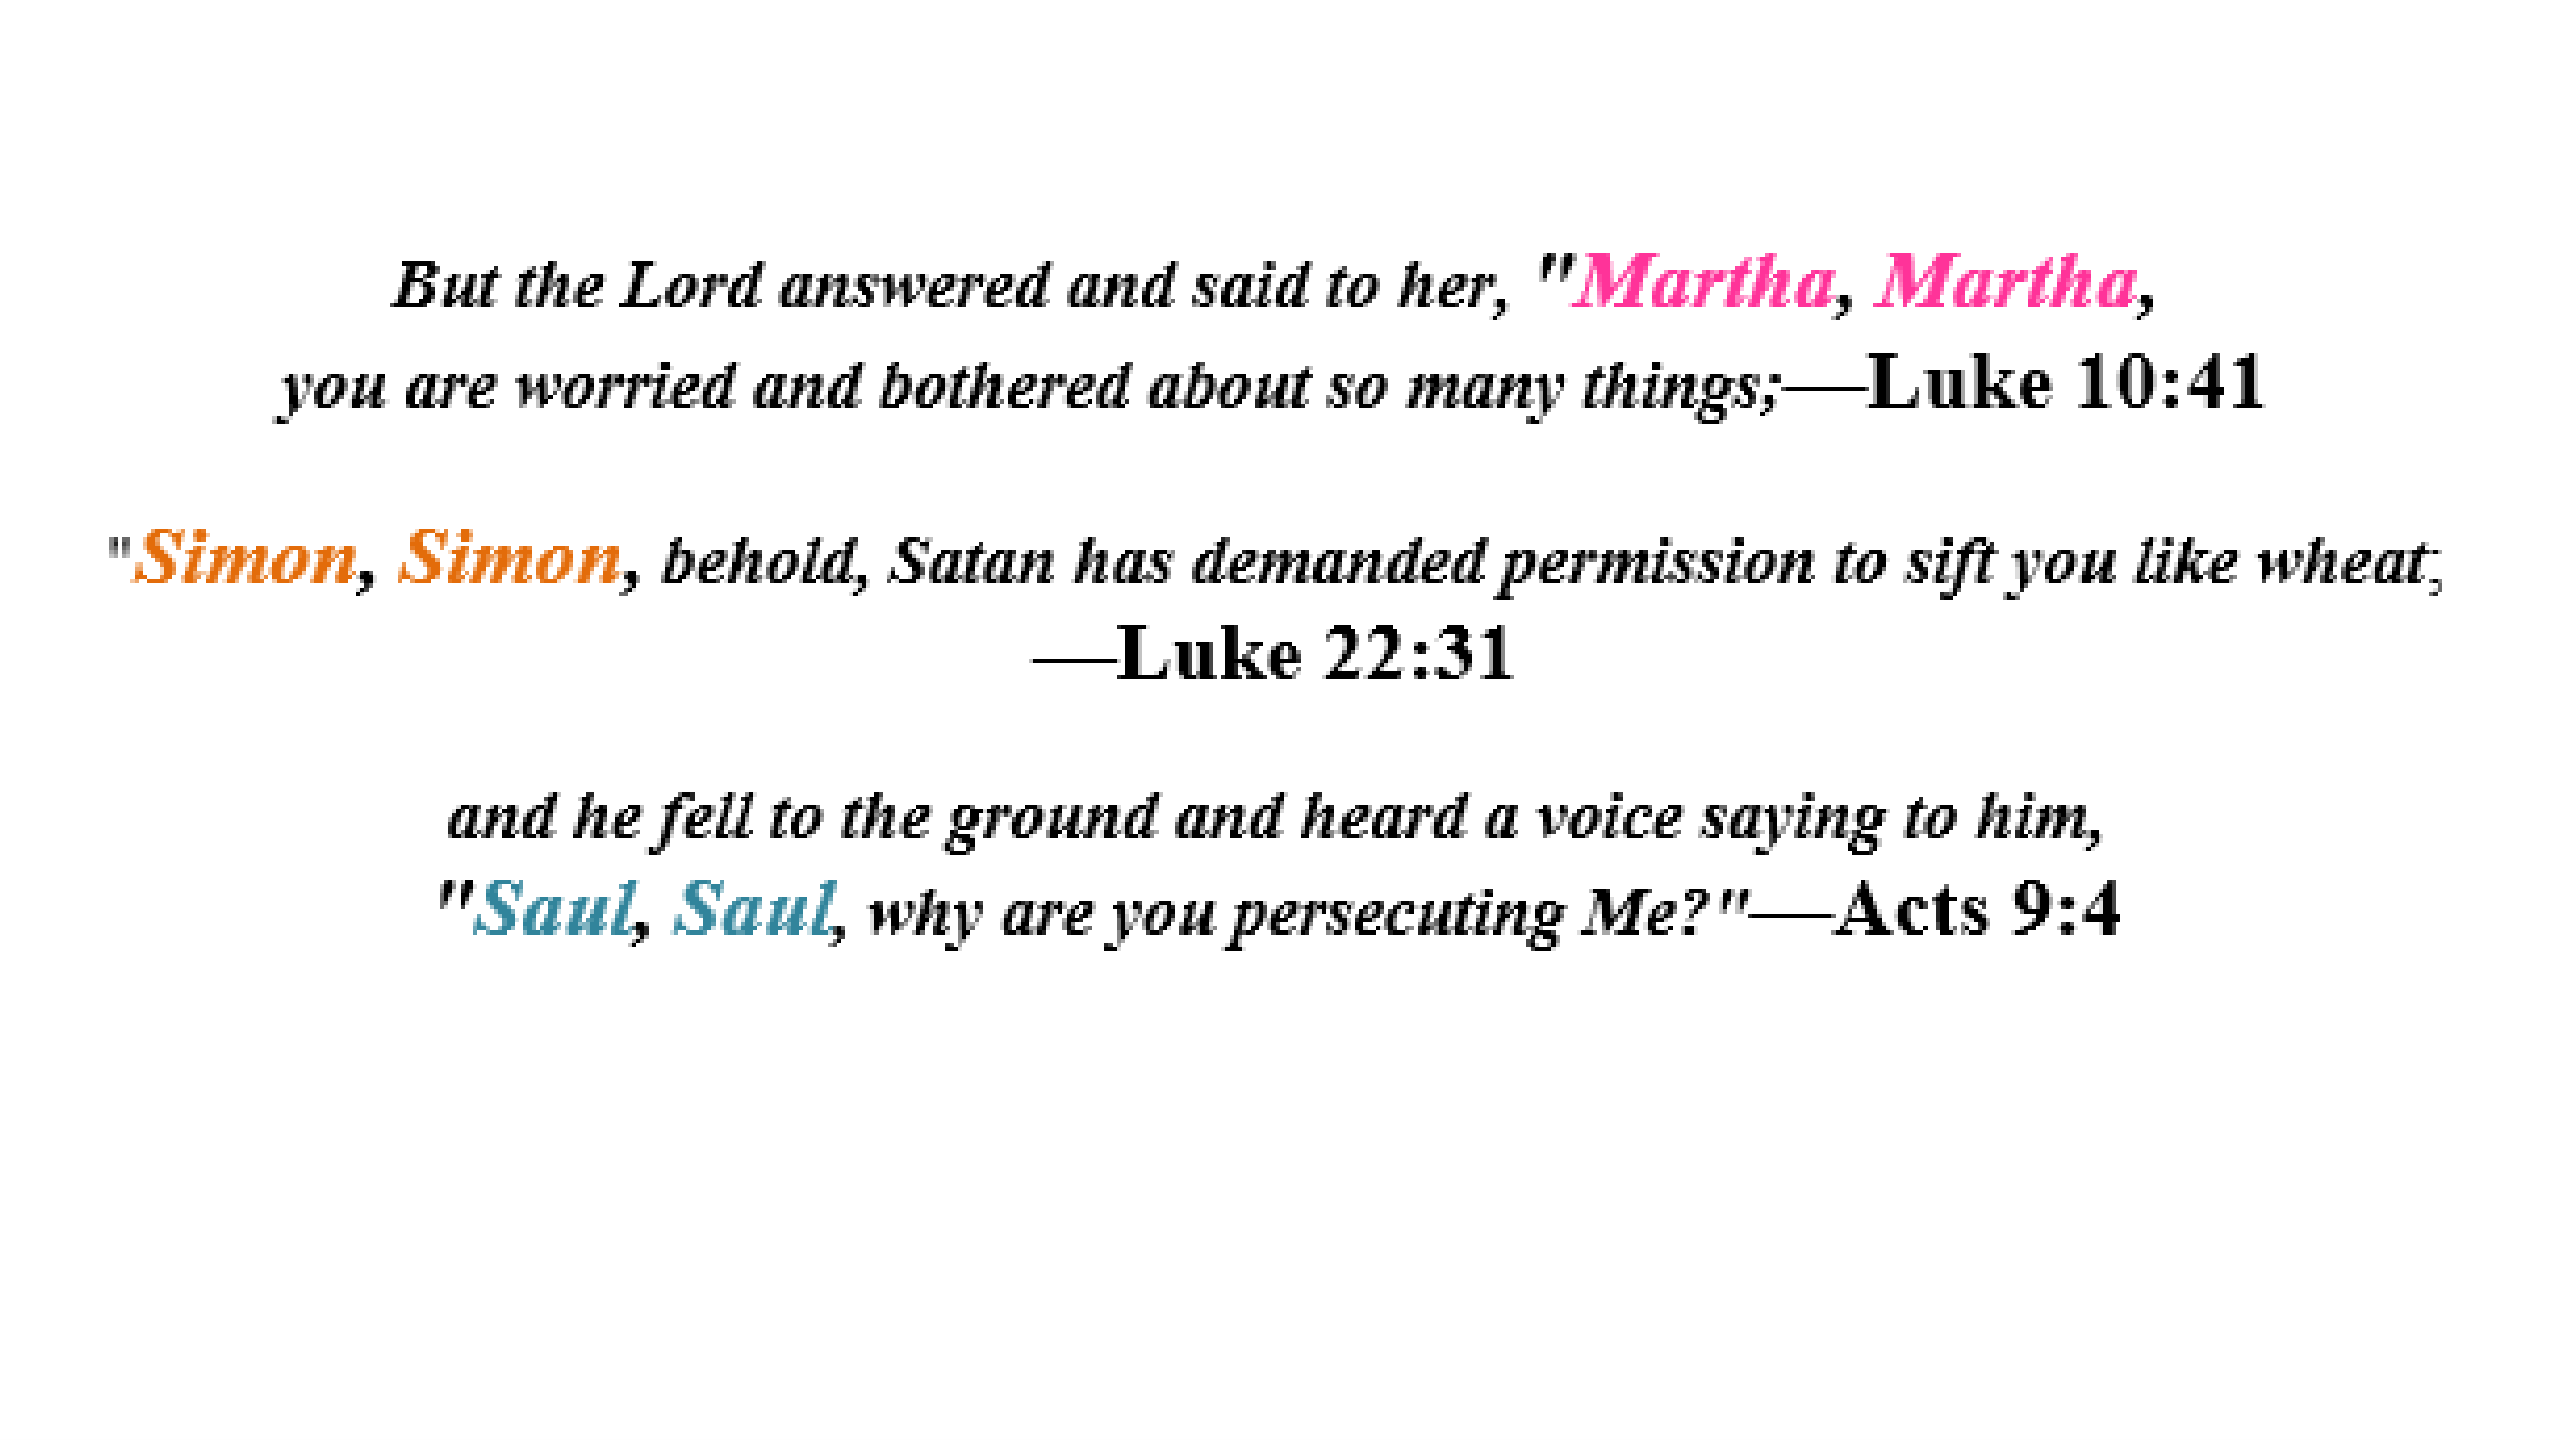 But the Lord answered and said to her, "Martha, Martha,
you are worried and bothered about so many things;—Luke 10:41
"Simon, Simon, behold, Satan has demanded permission to sift you like wheat;
—Luke 22:31
and he fell to the ground and heard a voice saying to him,
"Saul, Saul, why are you persecuting Me?"—Acts 9:4